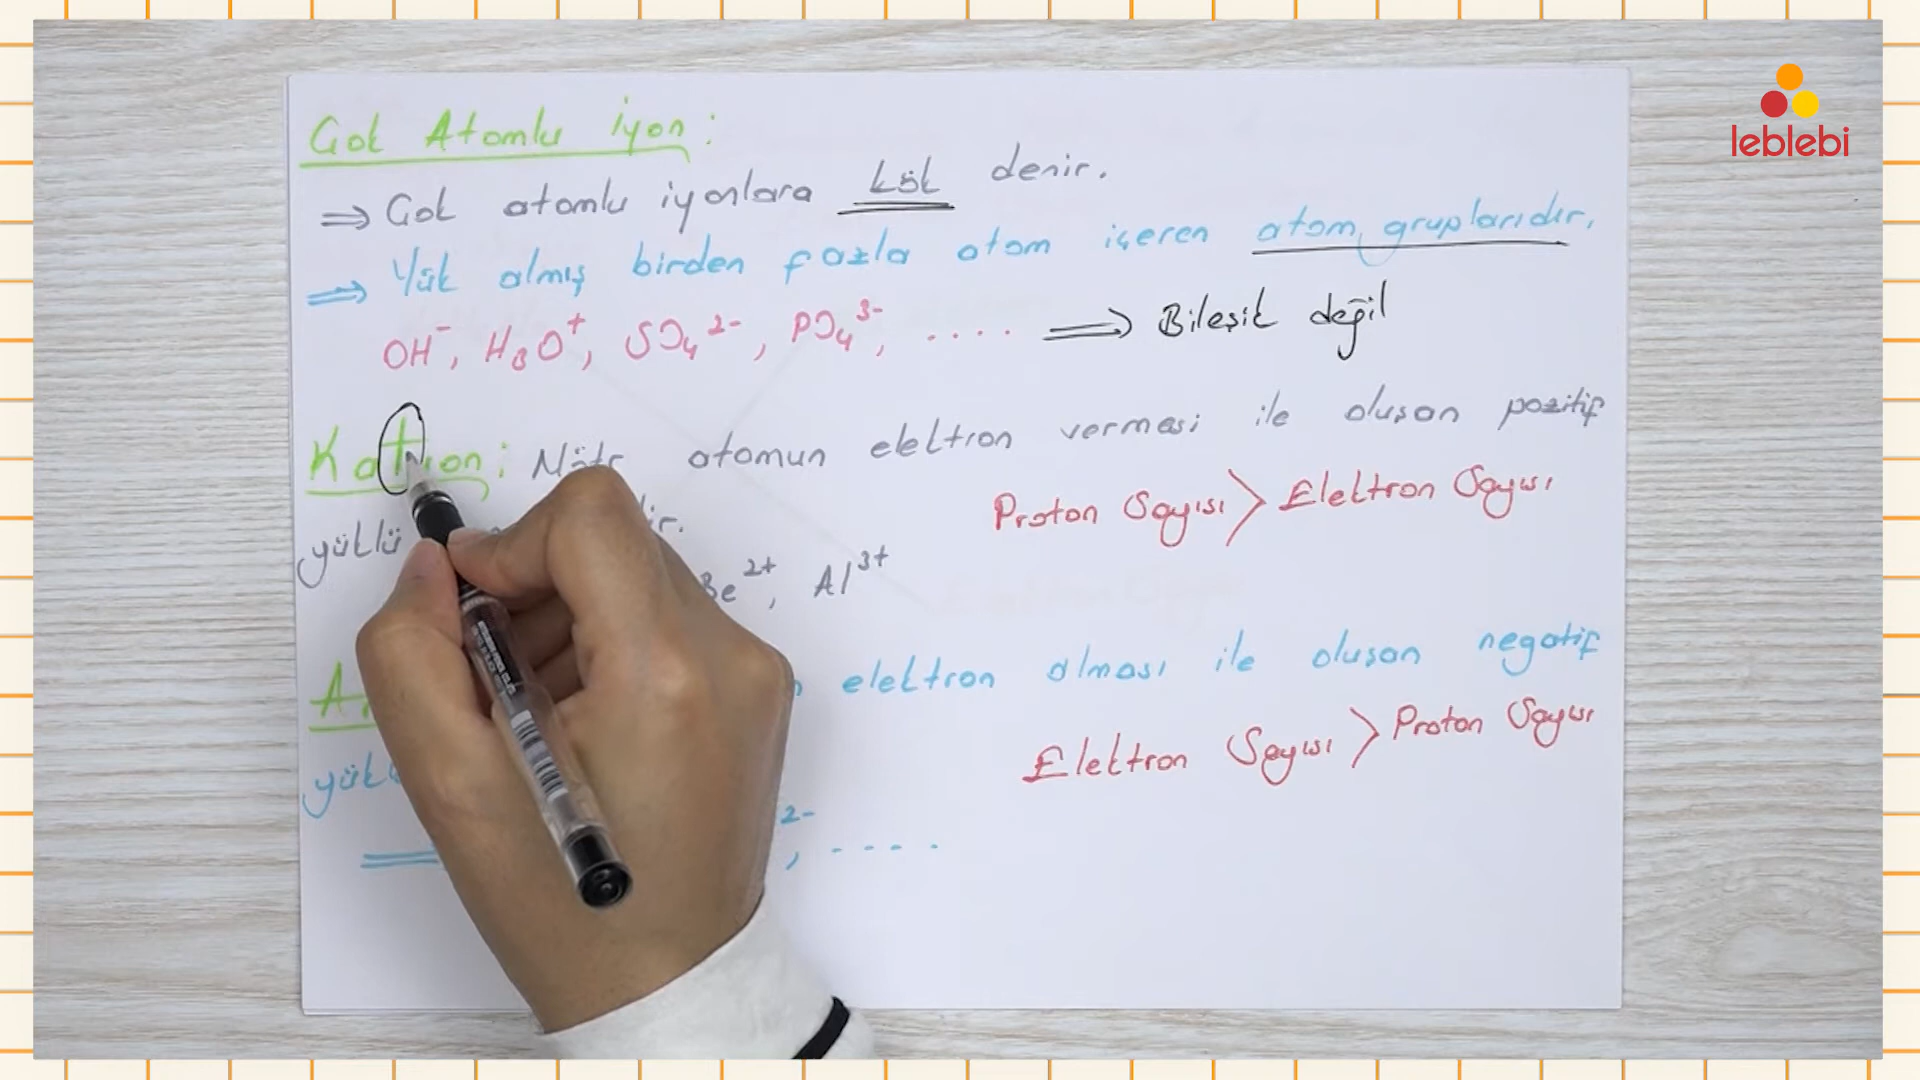 Çok Atomlu İyon:
⇒ Çok atomlu iyonlara kök denir.
⇒ Yük almış birden fazla atom içeren atom gruplarıdır.
OH⁻, H₃O⁺, SO₄²⁻, PO₄³⁻, .... ⇒ Bileşik değil
Katyon: Nötr atomun elektron vermesi ile oluşan pozitif
yüklü
Proton Sayısı > Elektron Sayısı
Be²⁺, Al³⁺
elektron alması ile oluşan negatif
Elektron Sayısı > Proton Sayısı
2-, ....
leblebi